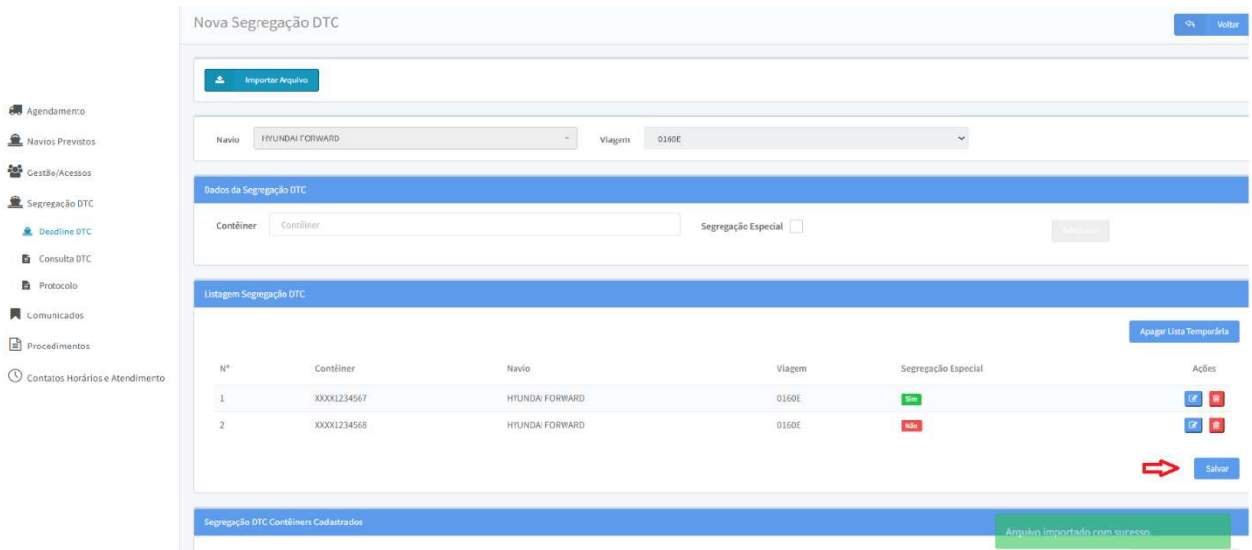 Nova Segregação DTC
Voltar
Importar Arquivo
Agendamento
Navios Previstos
Gestão/Acessos
Segregação DTC
Deadline DTC
Consulta DTC
Protocolo
Comunicados
Procedimentos
Contatos Horários e Atendimento
Navio HYUNDAI FORWARD Viagem 0160E
Dados da Segregação DTC
Contêiner Contêiner Segregação Especial
Listagem Segregação DTC
Apagar Lista Temporária
Nº Contêiner Navio Viagem Segregação Especial Ações
1 XXXX1234567 HYUNDAI FORWARD 0160E Sim
2 XXXX1234568 HYUNDAI FORWARD 0160E Não
Salvar
Segregação DTC Contêiners Cadastrados
Arquivo importado com sucesso.